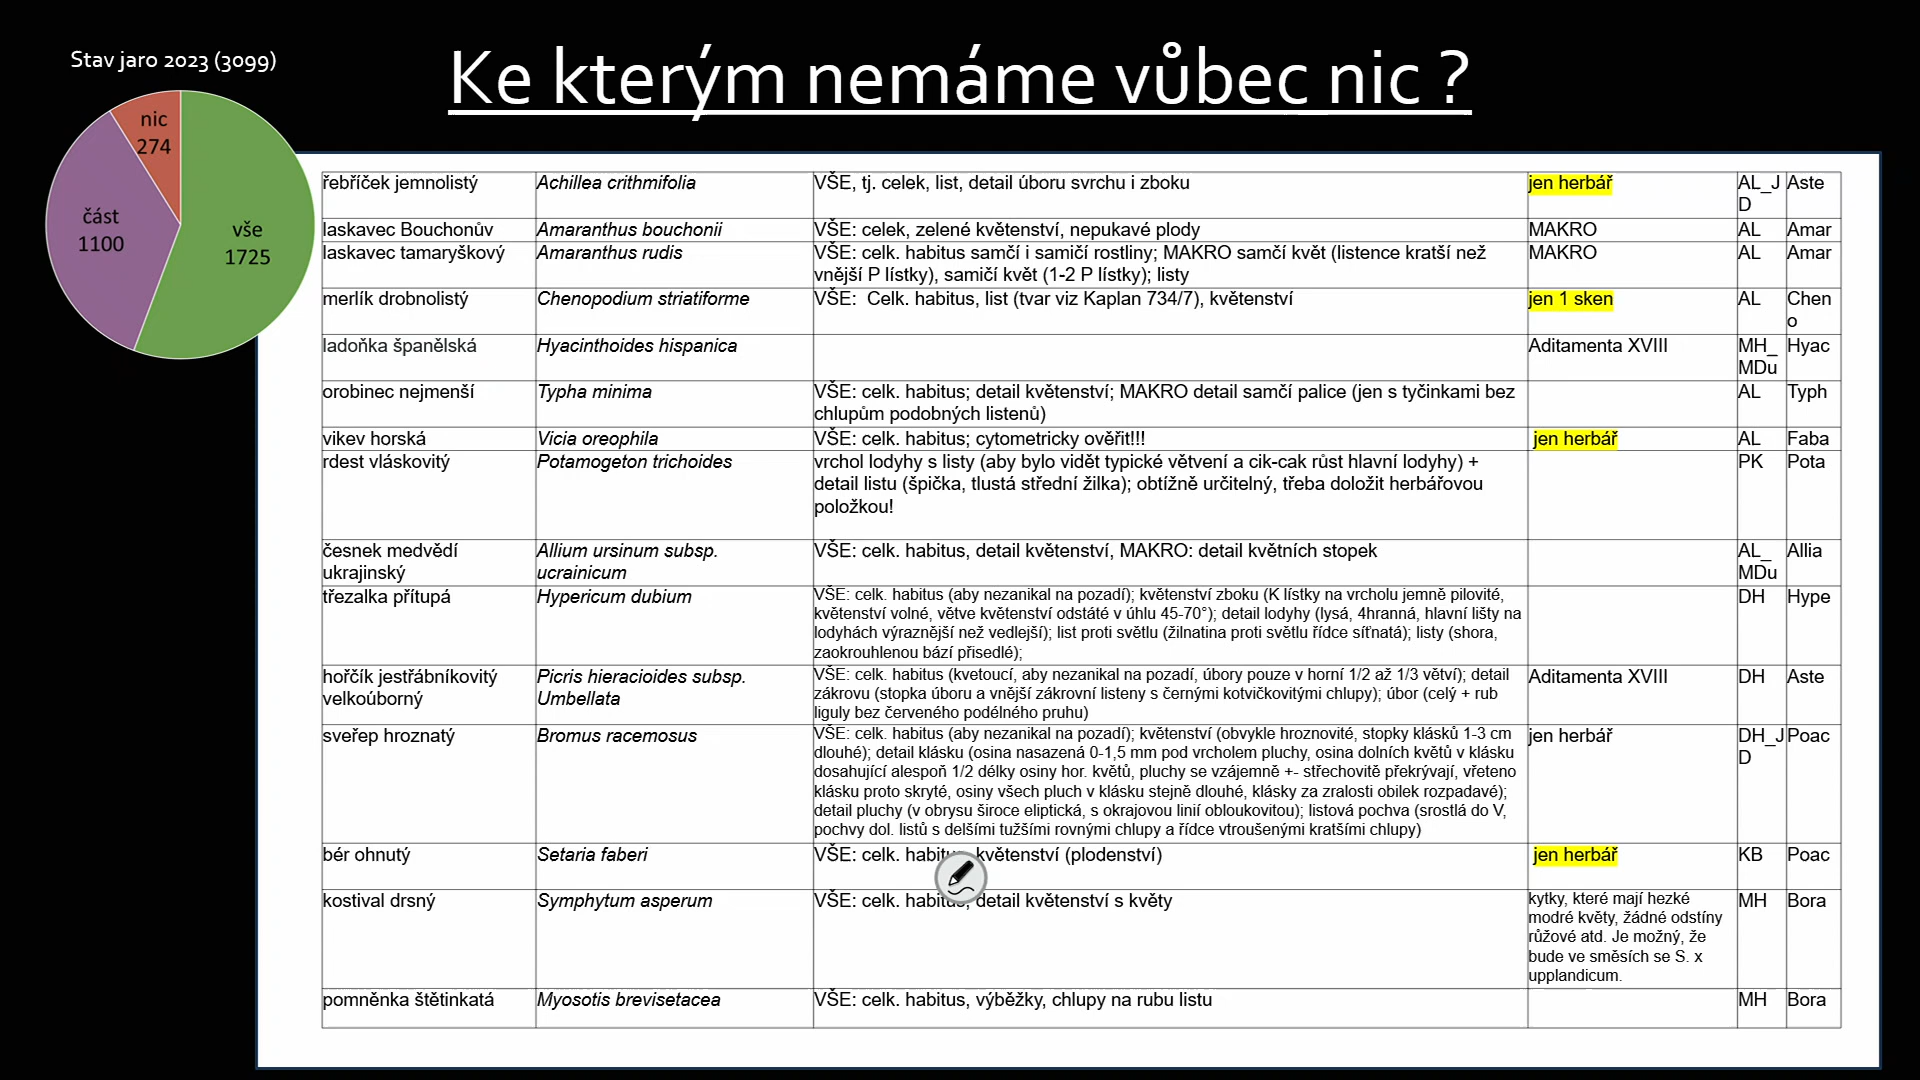 Stav jaro 2023 (3099)
Ke kterým nemáme vůbec nic ?
nic
274
část
1100
vše
1725
řebříček jemnolistý Achillea crithmifolia VŠE, tj. celek, list, detail úboru svrchu i zboku jen herbář AL_J Aste
D
laskavec Bouchonův Amaranthus bouchonii VŠE: celek, zelené květenství, nepukavé plody MAKRO AL Amar
laskavec tamaryškový Amaranthus rudis VŠE: celk. habitus samčí i samičí rostliny; MAKRO samčí květ (listence kratší než MAKRO AL Amar
vnější P lístky), samičí květ (1-2 P lístky); listy
merlík drobnolistý Chenopodium striatiforme VŠE: Celk. habitus, list (tvar viz Kaplan 734/7), květenství jen 1 sken AL Chen
o
ladoňka španělská Hyacinthoides hispanica Aditamenta XVIII MH_ Hyac
MDu
orobinec nejmenší Typha minima VŠE: celk. habitus; detail květenství; MAKRO detail samčí palice (jen s tyčinkami bez AL Typh
chlupům podobných listenů)
vikev horská Vicia oreophila VŠE: celk. habitus; cytometricky ověřit!!! jen herbář AL Faba
rdest vláskovitý Potamogeton trichoides vrchol lodyhy s listy (aby bylo vidět typické větvení a cik-cak růst hlavní lodyhy) + PK Pota
detail listu (špička, tlustá střední žilka); obtížně určitelný, třeba doložit herbářovou
položkou!
česnek medvědí Allium ursinum subsp. VŠE: celk. habitus, detail květenství, MAKRO: detail květních stopek AL_ Allia
ukrajinský ucrainicum MDu
třezalka přítupá Hypericum dubium VŠE: celk. habitus (aby nezanikal na pozadí); květenství zboku (K lístky na vrcholu jemně pilovité, DH Hype
květenství volné, větve květenství odstáté v úhlu 45-70°); detail lodyhy (lysá, 4hranná, hlavní lišty na
lodyhách výraznější než vedlejší); list proti světlu (žilnatina proti světlu řídce síťnatá); listy (shora,
zaokrouhlenou bází přisedlé);
hořčík jestřábníkovitý Picris hieracioides subsp. VŠE: celk. habitus (kvetoucí, aby nezanikal na pozadí, úbory pouze v horní 1/2 až 1/3 větví); detail Aditamenta XVIII DH Aste
velkoúborný Umbellata zákrovu (stopka úboru a vnější zákrovní listeny s černými kotvičkovitými chlupy); úbor (celý + rub
liguly bez červeného podélného pruhu)
sveřep hroznatý Bromus racemosus VŠE: celk. habitus (aby nezanikal na pozadí); květenství (obvykle hroznovité, stopky klásků 1-3 cm jen herbář DH_J Poac
dlouhé); detail klásku (osina nasazená 0-1,5 mm pod vrcholem pluchy, osina dolních květů v klásku D
dosahující alespoň 1/2 délky osiny hor. květů, pluchy se vzájemně +- střechovitě překrývají, vřeteno
klásku proto skryté, osiny všech pluch v klásku stejně dlouhé, klásky za zralosti obilek rozpadavé);
detail pluchy (v obrysu široce eliptická, s okrajovou linií obloukovitou); listová pochva (srostlá do V,
pochvy dol. listů s delšími tužšími rovnými chlupy a řídce vtroušenými kratšími chlupy)
bér ohnutý Setaria faberi VŠE: celk. habitus, květenství (plodenství) jen herbář KB Poac
kostival drsný Symphytum asperum VŠE: celk. habitus, detail květenství s květy kytky, které mají hezké MH Bora
modré květy, žádné odstíny
růžové atd. Je možný, že
bude ve směsích se S. x
upplandicum.
pomněnka štětinkatá Myosotis brevisetacea VŠE: celk. habitus, výběžky, chlupy na rubu listu MH Bora